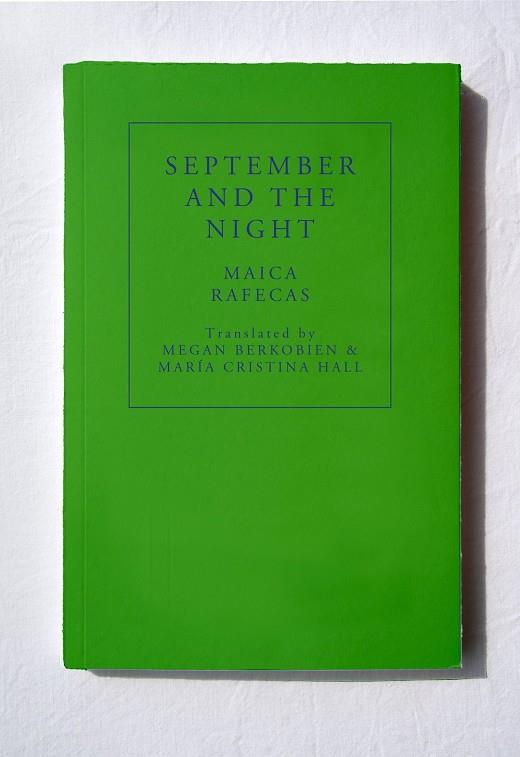 SEPTEMBER
AND THE
NIGHT
MAICA
RAFECAS
Translated by
MEGAN BERKOBIEN &
MARÍA CRISTINA HALL